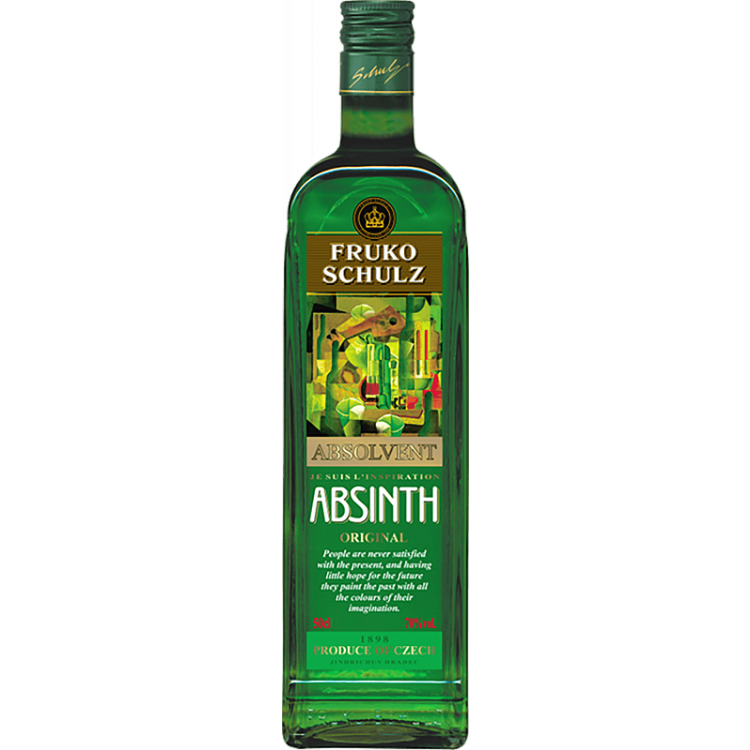 Schulz
FRUKO
SCHULZ
ABSOLVENT
JE SUIS L'INSPIRATION
ABSINTH
ORIGINAL
People are never satisfied
with the present, and having
little hope for the future
they paint the past with all
the colours of their
imagination.
50cl 70%vol.
1898
PRODUCE OF CZECH
JINDRICHUV HRADEC